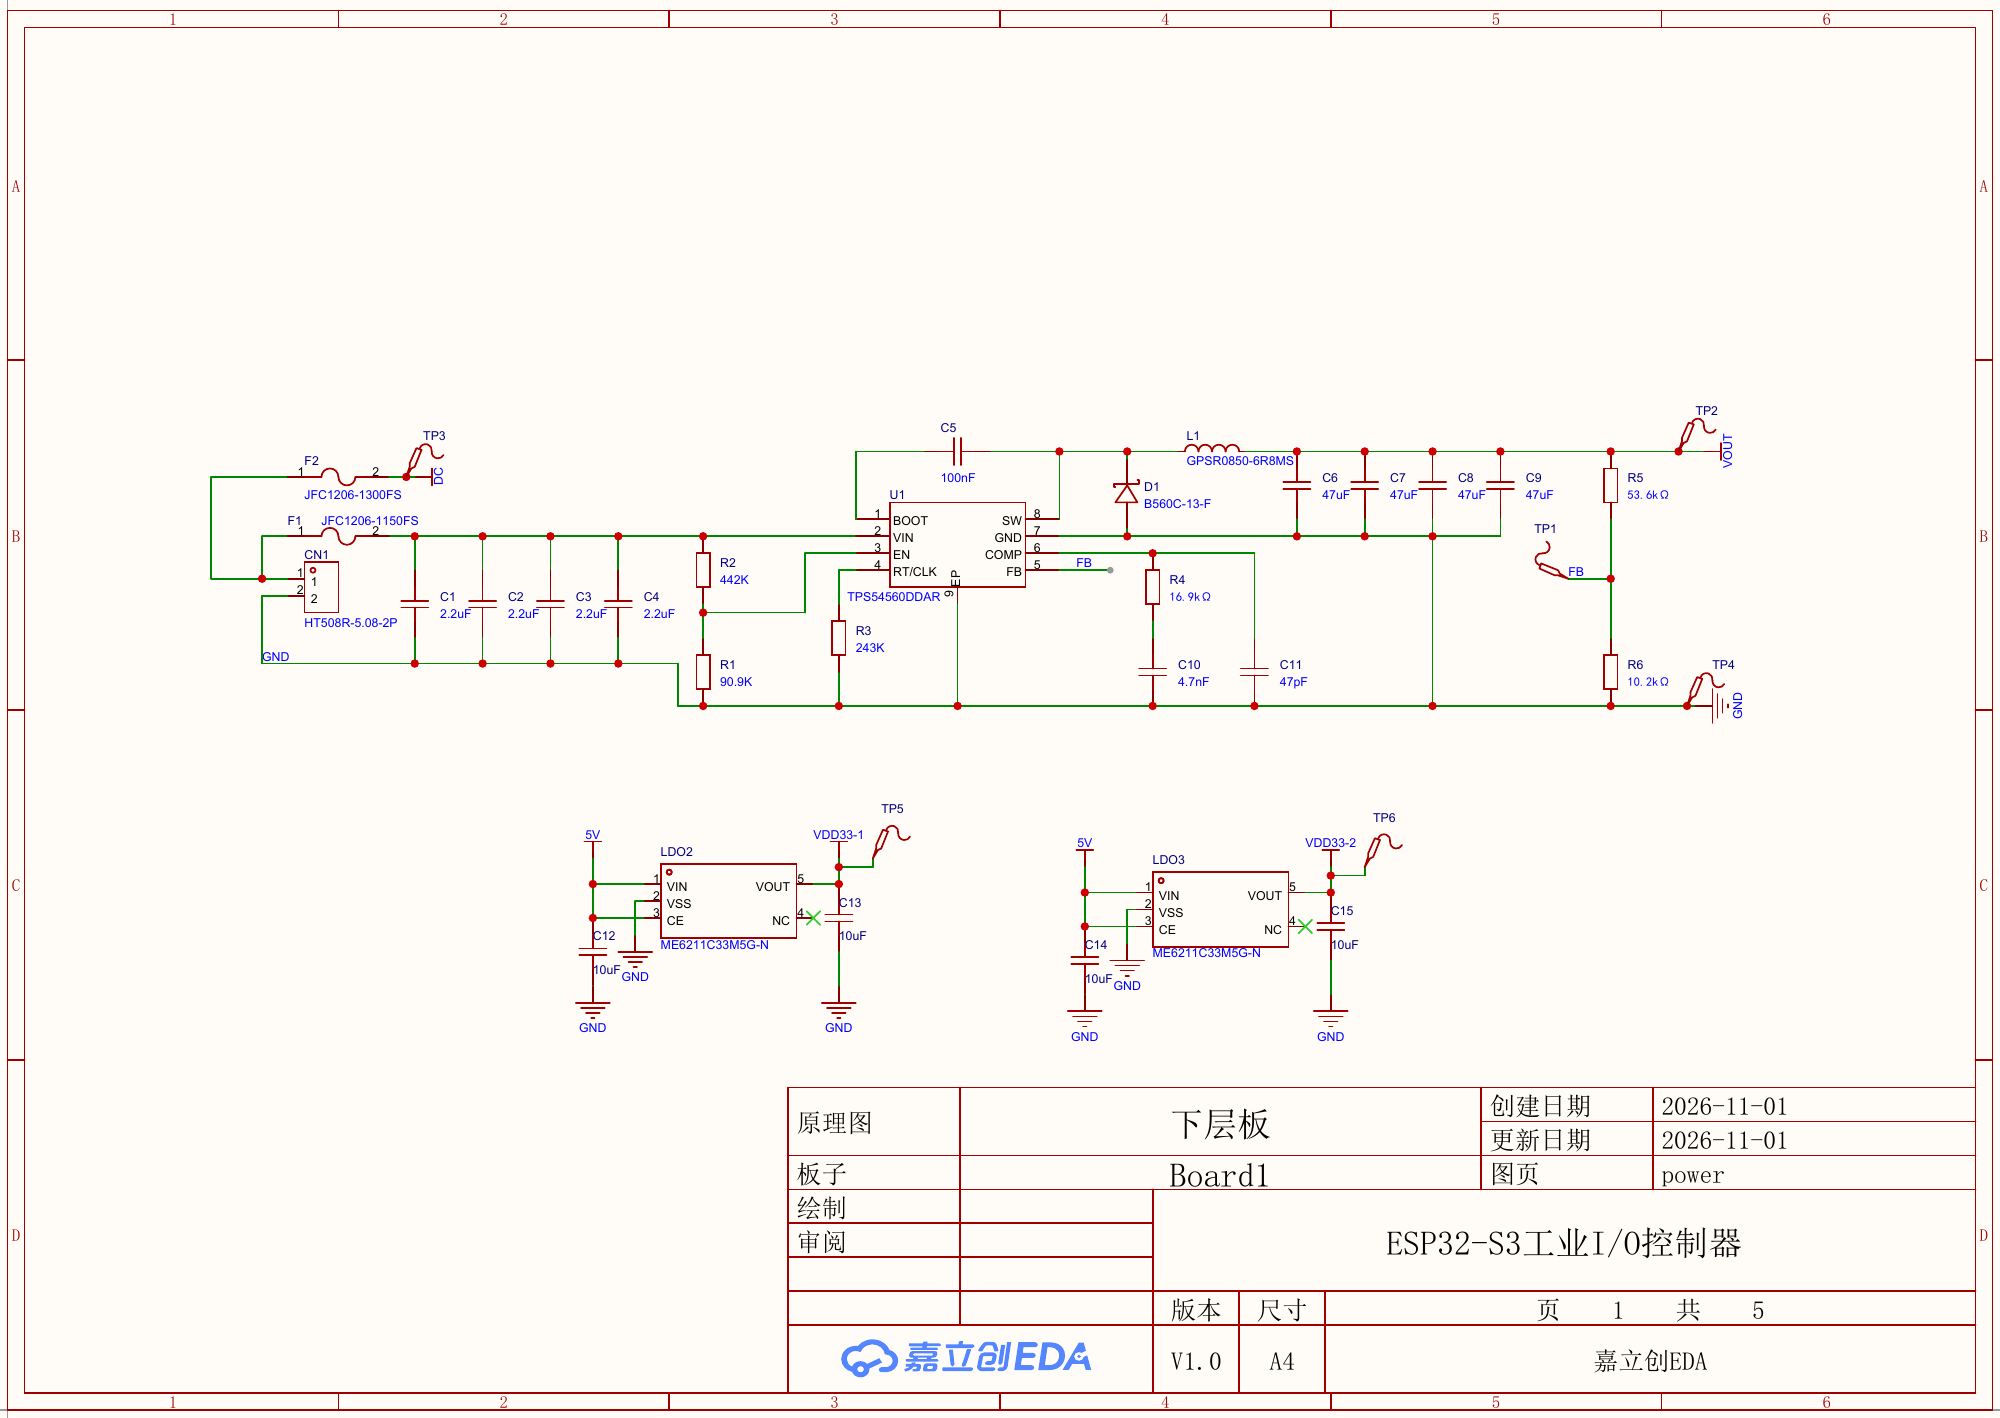 1 2 3 4 5 6
A A
B B
C C
D D
TP3
F2
1 2
DC
JFC1206-1300FS
F1 JFC1206-1150FS
1 2
CN1
1 1
2 2
HT508R-5.08-2P
GND
C1
2.2uF
C2
2.2uF
C3
2.2uF
C4
2.2uF
R2
442K
R1
90.9K
R3
243K
C5
100nF
U1
1 BOOT SW 8
2 VIN GND 7
3 EN COMP 6
4 RT/CLK FB 5
9 EP
TPS54560DDAR
FB
D1
B560C-13-F
L1
GPSR0850-6R8MS
C6
47uF
C7
47uF
C8
47uF
C9
47uF
R4
16.9kΩ
C10
4.7nF
C11
47pF
TP2
VOUT
R5
53.6kΩ
TP1
FB
R6
10.2kΩ
TP4
GND
5V
LDO2
1 VIN VOUT 5
2 VSS
3 CE NC 4
ME6211C33M5G-N
VDD33-1
TP5
C12
10uF
GND
GND
C13
10uF
GND
5V
LDO3
1 VIN VOUT 5
2 VSS
3 CE NC 4
ME6211C33M5G-N
VDD33-2
TP6
C14
10uF
GND
GND
C15
10uF
GND
原理图 下层板 创建日期 2026-11-01
更新日期 2026-11-01
板子 Board1 图页 power
绘制
审阅
ESP32-S3工业I/O控制器
版本 尺寸 页 1 共 5
嘉立创EDA V1.0 A4 嘉立创EDA
1 2 3 4 5 6